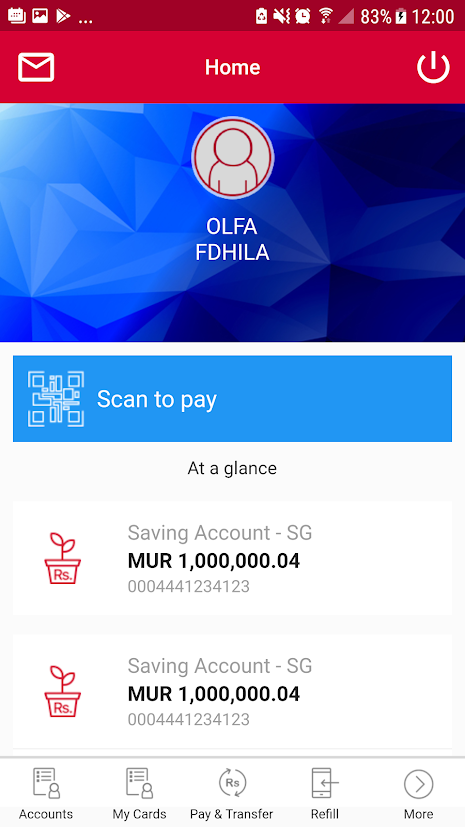 ... 83% 12:00
Home
OLFA
FDHILA
Scan to pay
At a glance
Saving Account - SG
MUR 1,000,000.04
0004441234123
Rs.
Saving Account - SG
MUR 1,000,000.04
0004441234123
Rs.
Accounts My Cards Rs Pay & Transfer Refill More